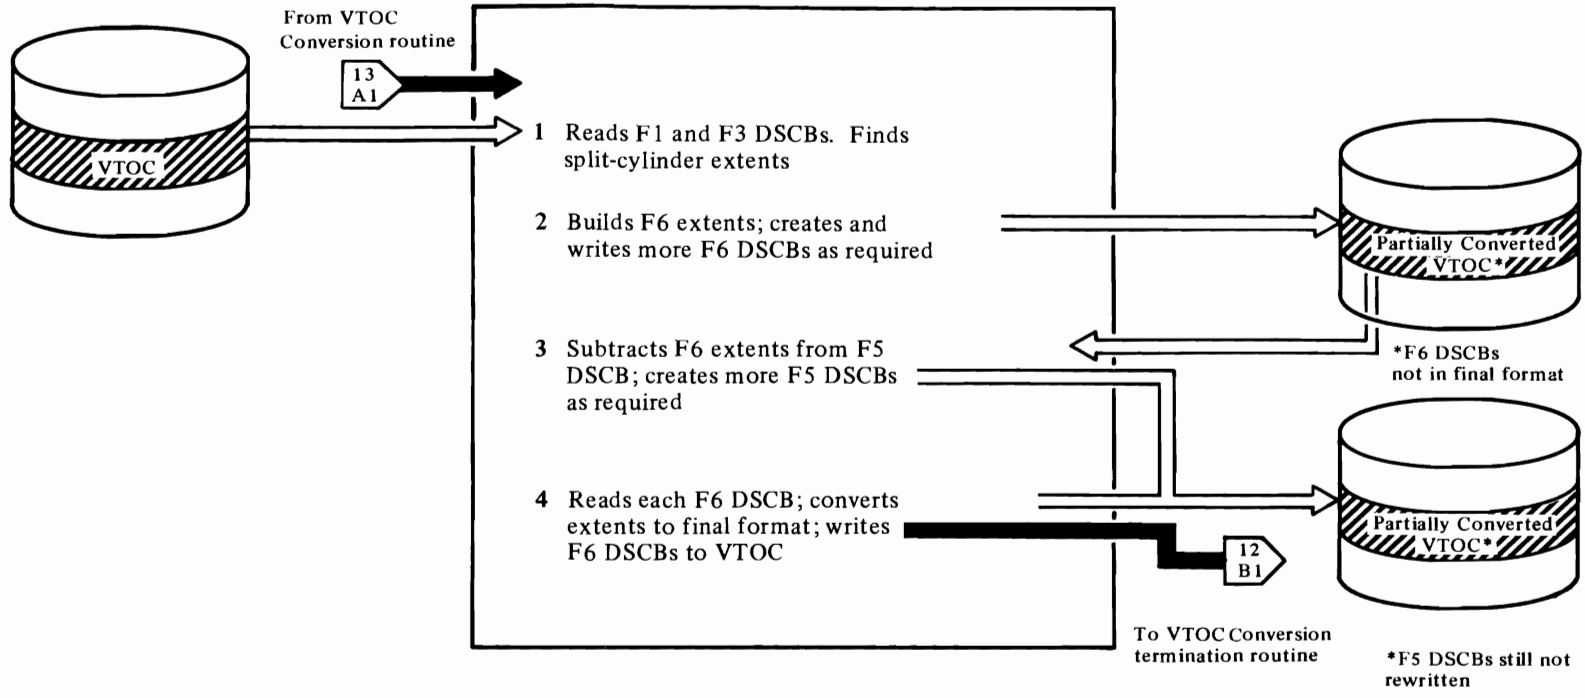 From VTOC
Conversion routine
13
A1
VTOC
1 Reads F1 and F3 DSCBs. Finds
split-cylinder extents
2 Builds F6 extents; creates and
writes more F6 DSCBs as required
Partially Converted
VTOC*
3 Subtracts F6 extents from F5
DSCB; creates more F5 DSCBs
as required
*F6 DSCBs
not in final format
4 Reads each F6 DSCB; converts
extents to final format; writes
F6 DSCBs to VTOC
Partially Converted
VTOC*
12
B1
To VTOC Conversion
termination routine
*F5 DSCBs still not
rewritten